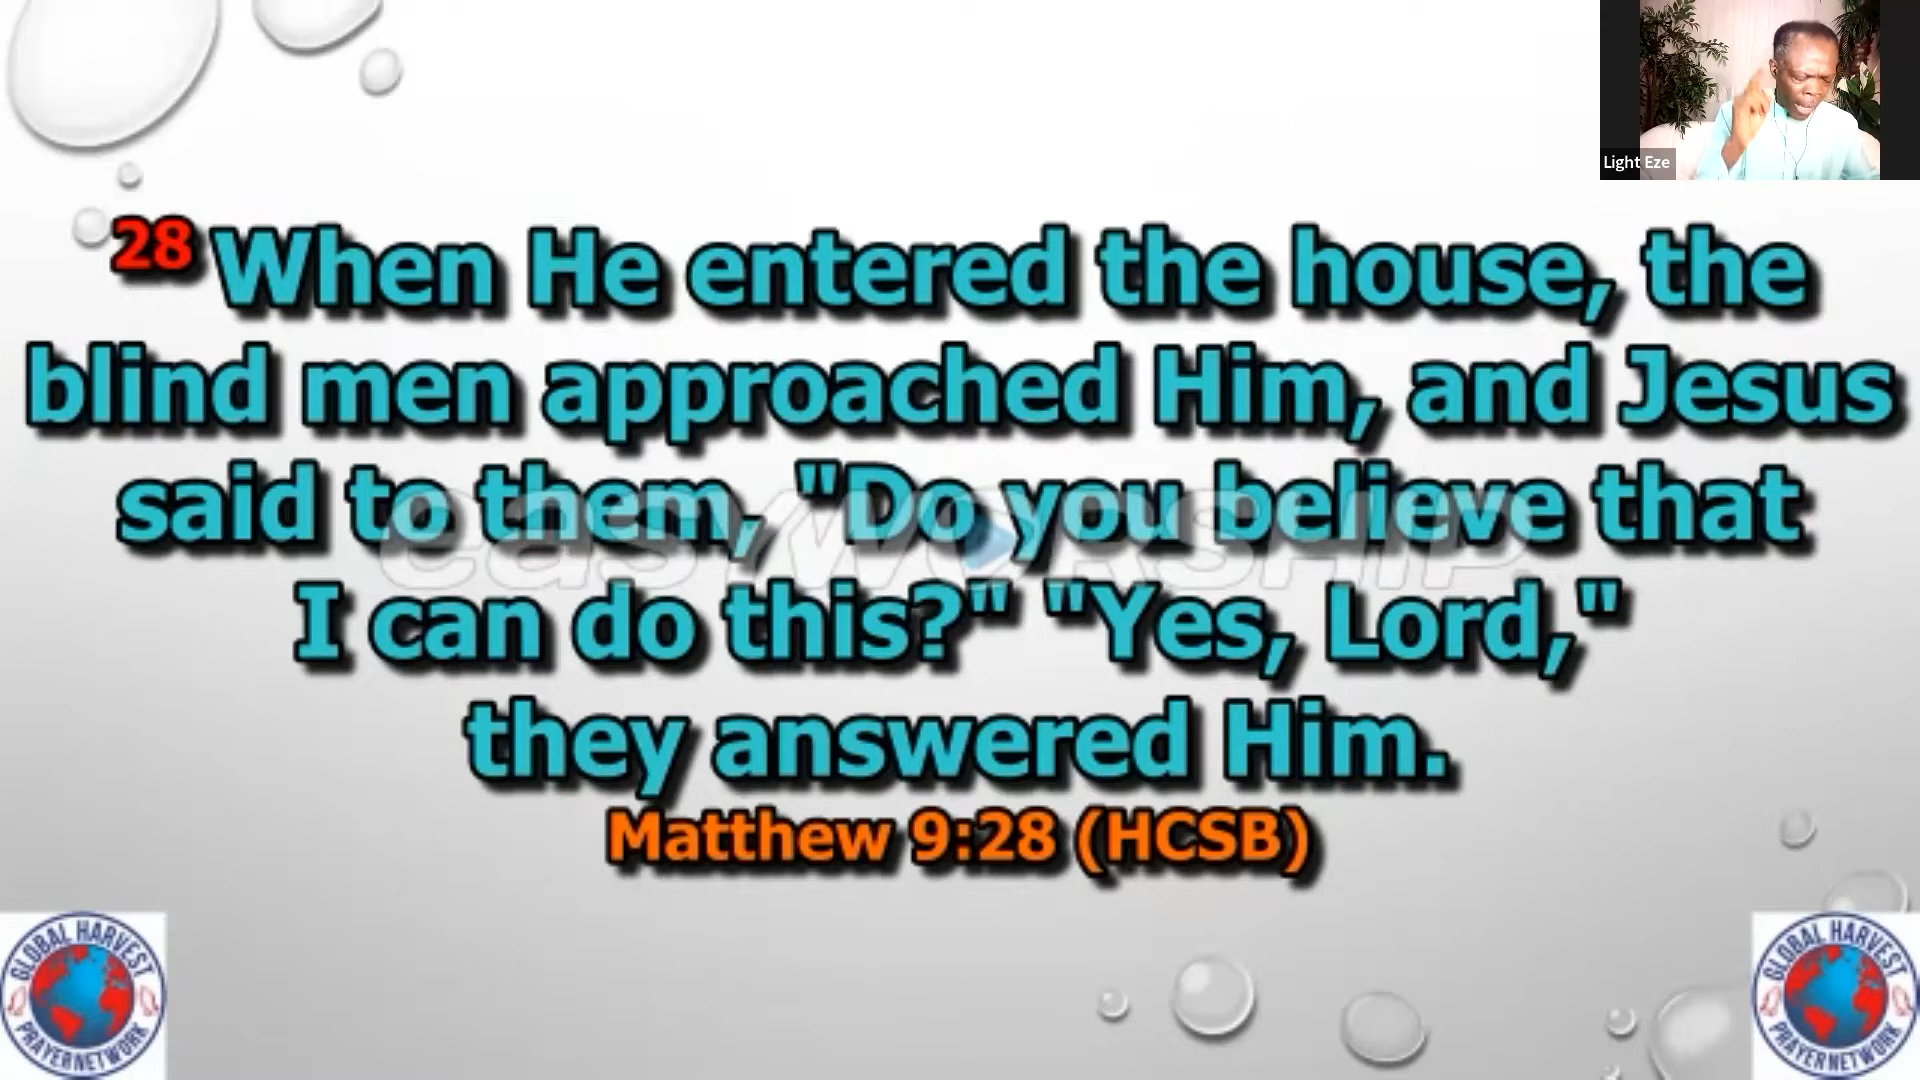 Light Eze
28 When He entered the house, the
blind men approached Him, and Jesus
said to them, "Do you believe that
I can do this?" "Yes, Lord,"
they answered Him.
Matthew 9:28 (HCSB)
easyworship
GLOBAL HARVEST
PRAYERNETWORK
GLOBAL HARVEST
PRAYERNETWORK